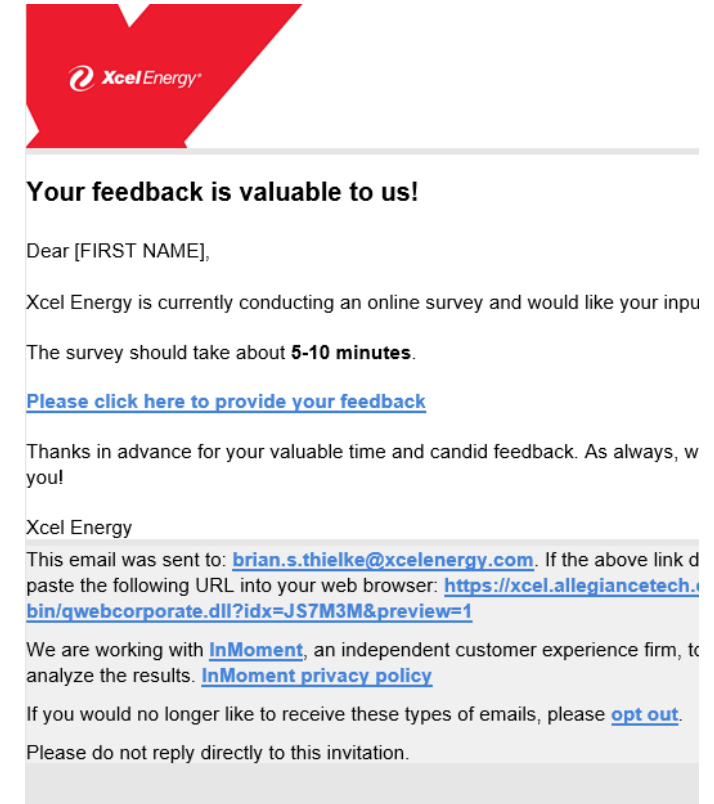 Xcel Energy
Your feedback is valuable to us!
Dear [FIRST NAME],
Xcel Energy is currently conducting an online survey and would like your inpu
The survey should take about 5-10 minutes.
Please click here to provide your feedback
Thanks in advance for your valuable time and candid feedback. As always, w
you!
Xcel Energy
This email was sent to: brian.s.thielke@xcelenergy.com. If the above link d
paste the following URL into your web browser: https://xcel.allegiancetech.
bin/qwebcorporate.dll?idx=JS7M3M&preview=1
We are working with InMoment, an independent customer experience firm, to
analyze the results. InMoment privacy policy
If you would no longer like to receive these types of emails, please opt out.
Please do not reply directly to this invitation.